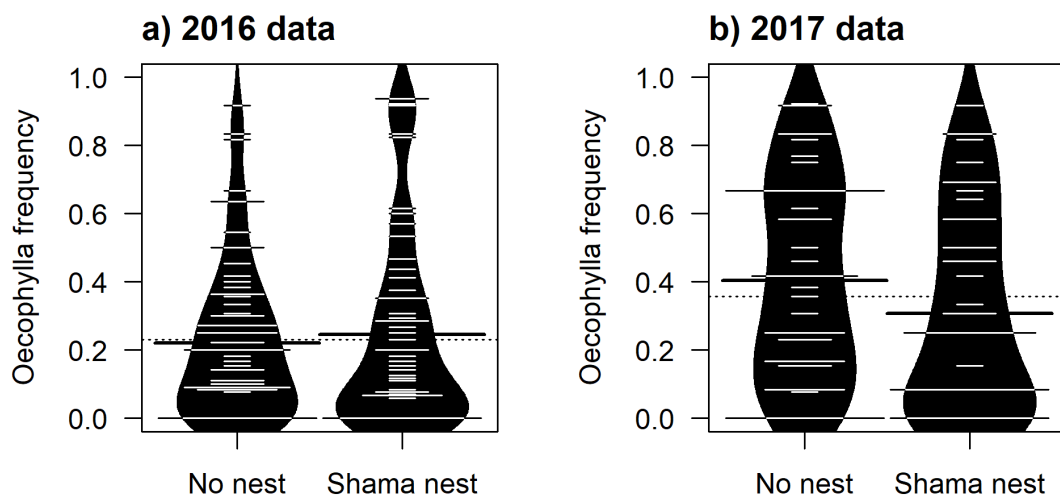 a) 2016 data
Oecophylla frequency
1.0
0.8
0.6
0.4
0.2
0.0
No nest
Shama nest
b) 2017 data
Oecophylla frequency
1.0
0.8
0.6
0.4
0.2
0.0
No nest
Shama nest